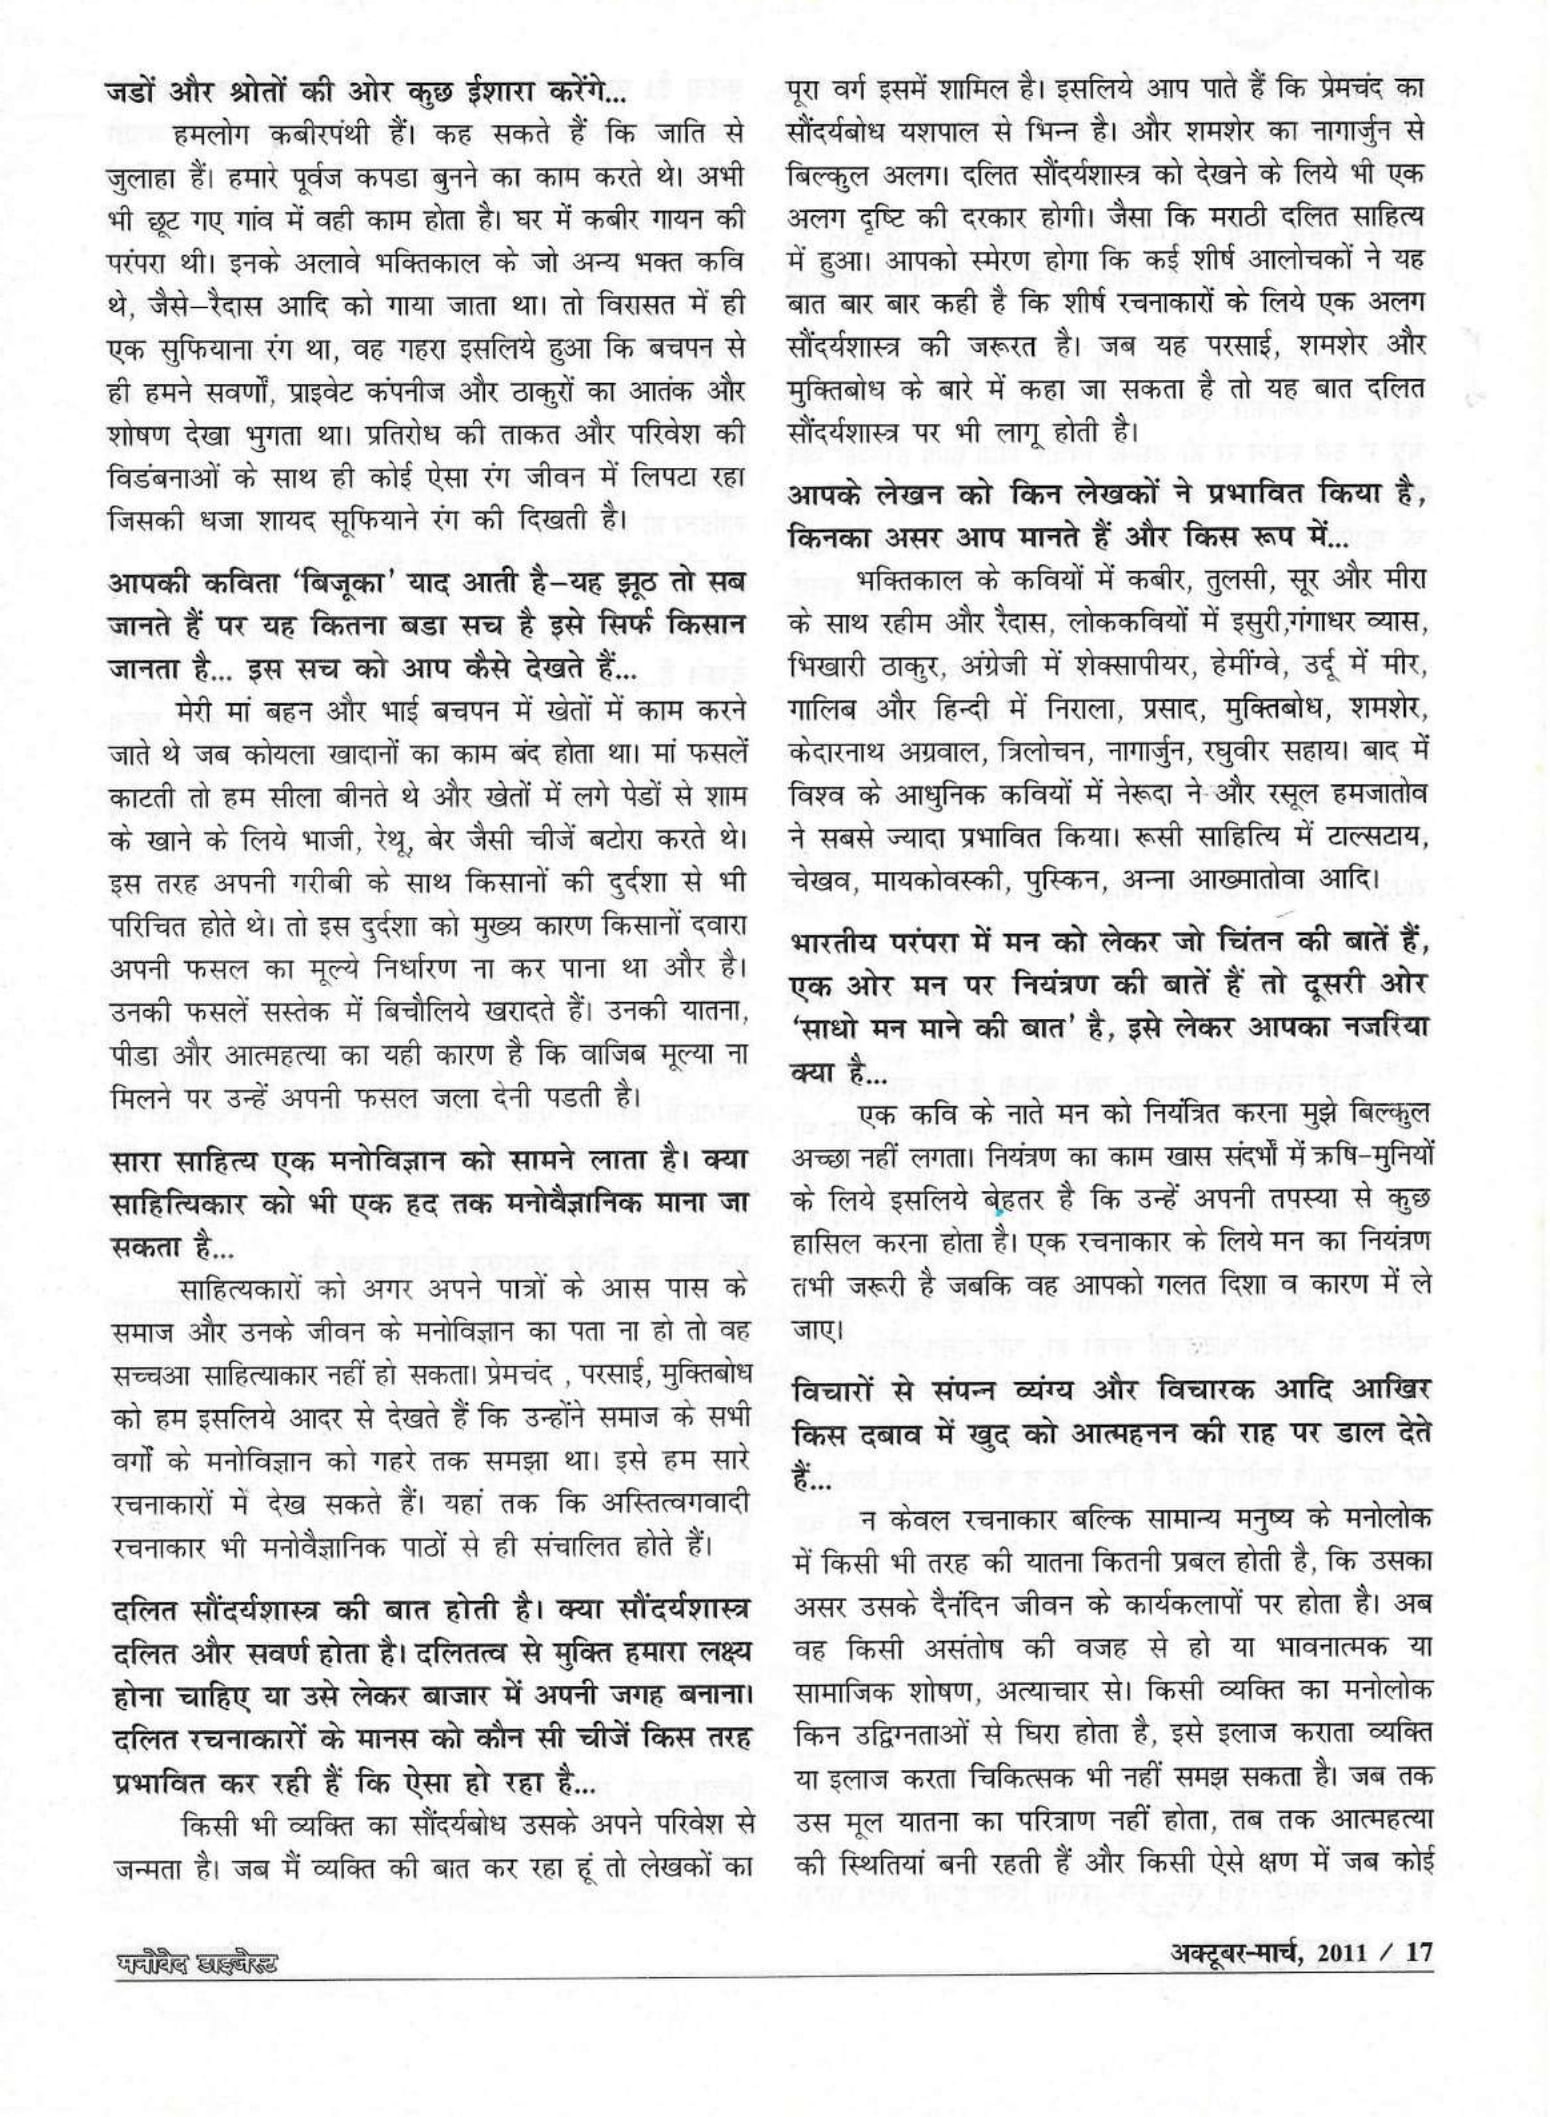 जडों और श्रोतों की ओर कुछ ईशारा करेंगे...
हमलोग कबीरपंथी हैं। कह सकते हैं कि जाति से
जुलाहा हैं। हमारे पूर्वज कपडा बुनने का काम करते थे। अभी
भी छूट गए गांव में वही काम होता है। घर में कबीर गायन की
परंपरा थी। इनके अलावे भक्तिकाल के जो अन्य भक्त कवि
थे, जैसे–रैदास आदि को गाया जाता था। तो विरासत में ही
एक सुफियाना रंग था, वह गहरा इसलिये हुआ कि बचपन से
ही हमने सवर्णों, प्राइवेट कंपनीज और ठाकुरों का आतंक और
शोषण देखा भुगता था। प्रतिरोध की ताकत और परिवेश की
विडंबनाओं के साथ ही कोई ऐसा रंग जीवन में लिपटा रहा
जिसकी धजा शायद सूफियाने रंग की दिखती है।
आपकी कविता ‘बिजूका’ याद आती है–यह झूठ तो सब
जानते हैं पर यह कितना बडा सच है इसे सिर्फ किसान
जानता है... इस सच को आप कैसे देखते हैं...
मेरी मां बहन और भाई बचपन में खेतों में काम करने
जाते थे जब कोयला खादानों का काम बंद होता था। मां फसलें
काटती तो हम सीला बीनते थे और खेतों में लगे पेडों से शाम
के खाने के लिये भाजी, रेथू, बेर जैसी चीजें बटोरा करते थे।
इस तरह अपनी गरीबी के साथ किसानों की दुर्दशा से भी
परिचित होते थे। तो इस दुर्दशा को मुख्य कारण किसानों दवारा
अपनी फसल का मूल्ये निर्धारण ना कर पाना था और है।
उनकी फसलें सस्तेक में बिचौलिये खरादते हैं। उनकी यातना,
पीडा और आत्महत्या का यही कारण है कि वाजिब मूल्या ना
मिलने पर उन्हें अपनी फसल जला देनी पडती है।
सारा साहित्य एक मनोविज्ञान को सामने लाता है। क्या
साहित्यिकार को भी एक हद तक मनोवैज्ञानिक माना जा
सकता है...
साहित्यकारों को अगर अपने पात्रों के आस पास के
समाज और उनके जीवन के मनोविज्ञान का पता ना हो तो वह
सच्चआ साहित्याकार नहीं हो सकता। प्रेमचंद , परसाई, मुक्तिबोध
को हम इसलिये आदर से देखते हैं कि उन्होंने समाज के सभी
वर्गों के मनोविज्ञान को गहरे तक समझा था। इसे हम सारे
रचनाकारों में देख सकते हैं। यहां तक कि अस्तित्वगवादी
रचनाकार भी मनोवैज्ञानिक पाठों से ही संचालित होते हैं।
दलित सौंदर्यशास्त्र की बात होती है। क्या सौंदर्यशास्त्र
दलित और सवर्ण होता है। दलितत्व से मुक्ति हमारा लक्ष्य
होना चाहिए या उसे लेकर बाजार में अपनी जगह बनाना।
दलित रचनाकारों के मानस को कौन सी चीजें किस तरह
प्रभावित कर रही हैं कि ऐसा हो रहा है...
किसी भी व्यक्ति का सौंदर्यबोध उसके अपने परिवेश से
जन्मता है। जब मैं व्यक्ति की बात कर रहा हूं तो लेखकों का
पूरा वर्ग इसमें शामिल है। इसलिये आप पाते हैं कि प्रेमचंद का
सौंदर्यबोध यशपाल से भिन्न है। और शमशेर का नागार्जुन से
बिल्कुल अलग। दलित सौंदर्यशास्त्र को देखने के लिये भी एक
अलग दृष्टि की दरकार होगी। जैसा कि मराठी दलित साहित्य
में हुआ। आपको स्मेरण होगा कि कई शीर्ष आलोचकों ने यह
बात बार बार कही है कि शीर्ष रचनाकारों के लिये एक अलग
सौंदर्यशास्त्र की जरूरत है। जब यह परसाई, शमशेर और
मुक्तिबोध के बारे में कहा जा सकता है तो यह बात दलित
सौंदर्यशास्त्र पर भी लागू होती है।
आपके लेखन को किन लेखकों ने प्रभावित किया है,
किनका असर आप मानते हैं और किस रूप में...
भक्तिकाल के कवियों में कबीर, तुलसी, सूर और मीरा
के साथ रहीम और रैदास, लोककवियों में इसुरी,गंगाधर व्यास,
भिखारी ठाकुर, अंग्रेजी में शेक्सापीयर, हेमींग्वे, उर्दू में मीर,
गालिब और हिन्दी में निराला, प्रसाद, मुक्तिबोध, शमशेर,
केदारनाथ अग्रवाल, त्रिलोचन, नागार्जुन, रघुवीर सहाय। बाद में
विश्व के आधुनिक कवियों में नेरूदा ने और रसूल हमजातोव
ने सबसे ज्यादा प्रभावित किया। रूसी साहित्यि में टाल्सटाय,
चेखव, मायकोवस्की, पुस्किन, अन्ना आख्मातोवा आदि।
भारतीय परंपरा में मन को लेकर जो चिंतन की बातें हैं,
एक ओर मन पर नियंत्रण की बातें हैं तो दूसरी ओर
‘साधो मन माने की बात’ है, इसे लेकर आपका नजरिया
क्या है...
एक कवि के नाते मन को नियंत्रित करना मुझे बिल्कुल
अच्छा नहीं लगता। नियंत्रण का काम खास संदर्भों में ऋषि–मुनियों
के लिये इसलिये बेहतर है कि उन्हें अपनी तपस्या से कुछ
हासिल करना होता है। एक रचनाकार के लिये मन का नियंत्रण
तभी जरूरी है जबकि वह आपको गलत दिशा व कारण में ले
जाए।
विचारों से संपन्न व्यंग्य और विचारक आदि आखिर
किस दबाव में खुद को आत्महनन की राह पर डाल देते
हैं...
न केवल रचनाकार बल्कि सामान्य मनुष्य के मनोलोक
में किसी भी तरह की यातना कितनी प्रबल होती है, कि उसका
असर उसके दैनंदिन जीवन के कार्यकलापों पर होता है। अब
वह किसी असंतोष की वजह से हो या भावनात्मक या
सामाजिक शोषण, अत्याचार से। किसी व्यक्ति का मनोलोक
किन उद्विग्नताओं से घिरा होता है, इसे इलाज कराता व्यक्ति
या इलाज करता चिकित्सक भी नहीं समझ सकता है। जब तक
उस मूल यातना का परित्राण नहीं होता, तब तक आत्महत्या
की स्थितियां बनी रहती हैं और किसी ऐसे क्षण में जब कोई
मनोवेद डाइजेस्ट
अक्टूबर-मार्च, 2011 / 17